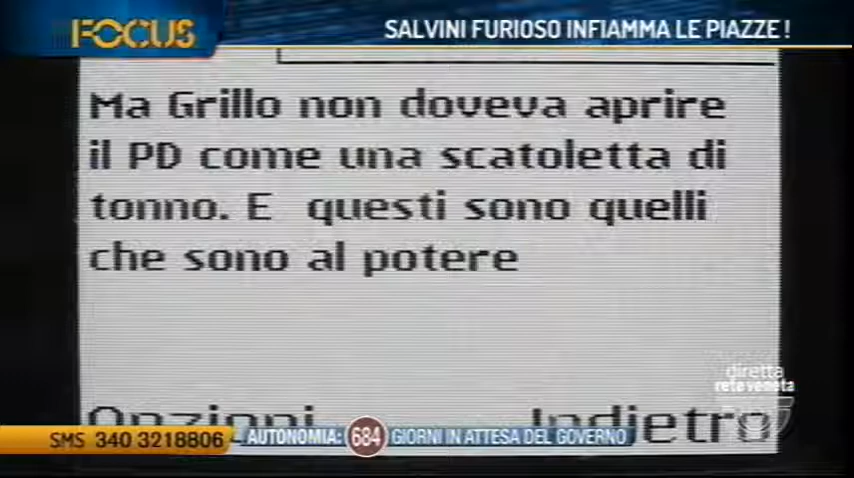 FOCUS
SALVINI FURIOSO INFIAMMA LE PIAZZE!
Ma Grillo non doveva aprire
il PD come una scatoletta di
tonno. E questi sono quelli
che sono al potere
diretta
reteveneta
Opzioni Indietro
SMS 340 3218806
AUTONOMIA: 684 GIORNI IN ATTESA DEL GOVERNO